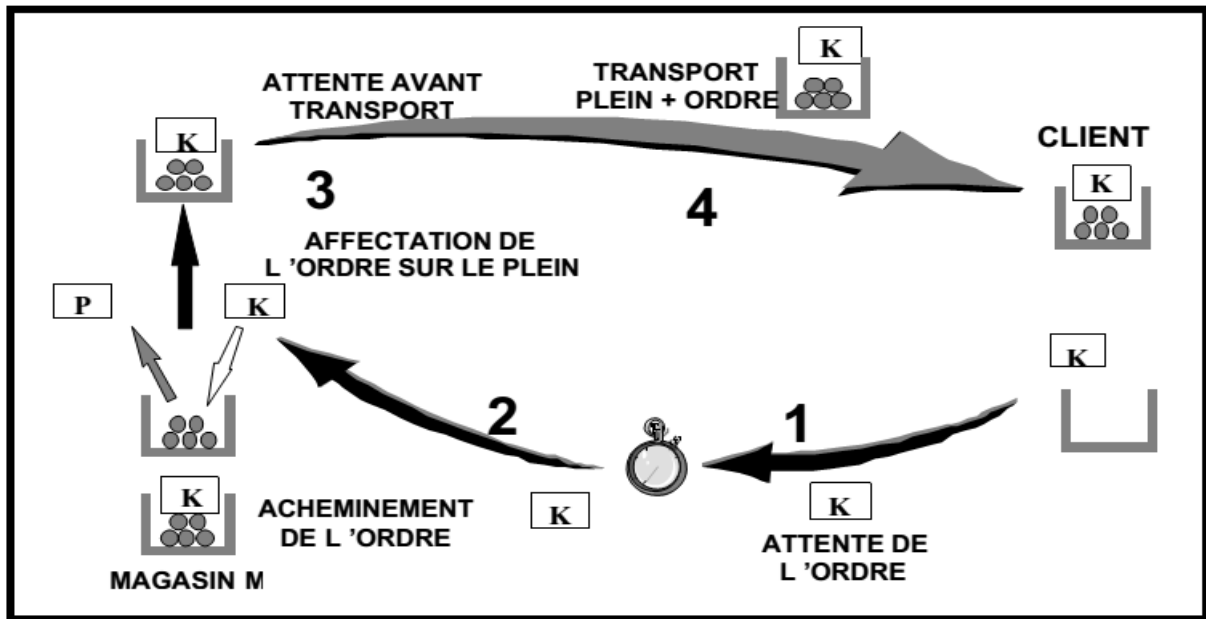 K
ATTENTE AVANT
TRANSPORT
TRANSPORT
PLEIN + ORDRE
K
CLIENT
K
K
3
4
AFFECTATION DE
L 'ORDRE SUR LE PLEIN
P
K
K
2
1
K
ACHEMINEMENT
DE L 'ORDRE
K
K
ATTENTE DE
L 'ORDRE
MAGASIN M